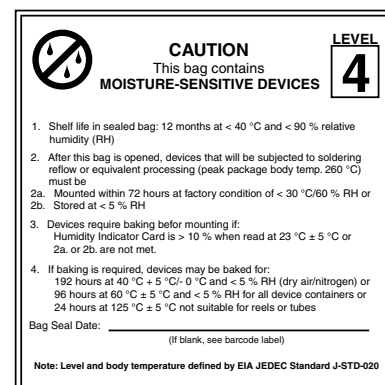 LEVEL
4
CAUTION
This bag contains
MOISTURE-SENSITIVE DEVICES
1. Shelf life in sealed bag: 12 months at < 40 °C and < 90 % relative
humidity (RH)
2. After this bag is opened, devices that will be subjected to soldering
reflow or equivalent processing (peak package body temp. 260 °C)
must be
2a. Mounted within 72 hours at factory condition of < 30 °C/60 % RH or
2b. Stored at < 5 % RH
3. Devices require baking befor mounting if:
Humidity Indicator Card is > 10 % when read at 23 °C ± 5 °C or
2a. or 2b. are not met.
4. If baking is required, devices may be baked for:
192 hours at 40 °C + 5 °C/- 0 °C and < 5 % RH (dry air/nitrogen) or
96 hours at 60 °C ± 5 °C and < 5 % RH for all device containers or
24 hours at 125 °C ± 5 °C not suitable for reels or tubes
Bag Seal Date:
(If blank, see barcode label)
Note: Level and body temperature defined by EIA JEDEC Standard J-STD-020